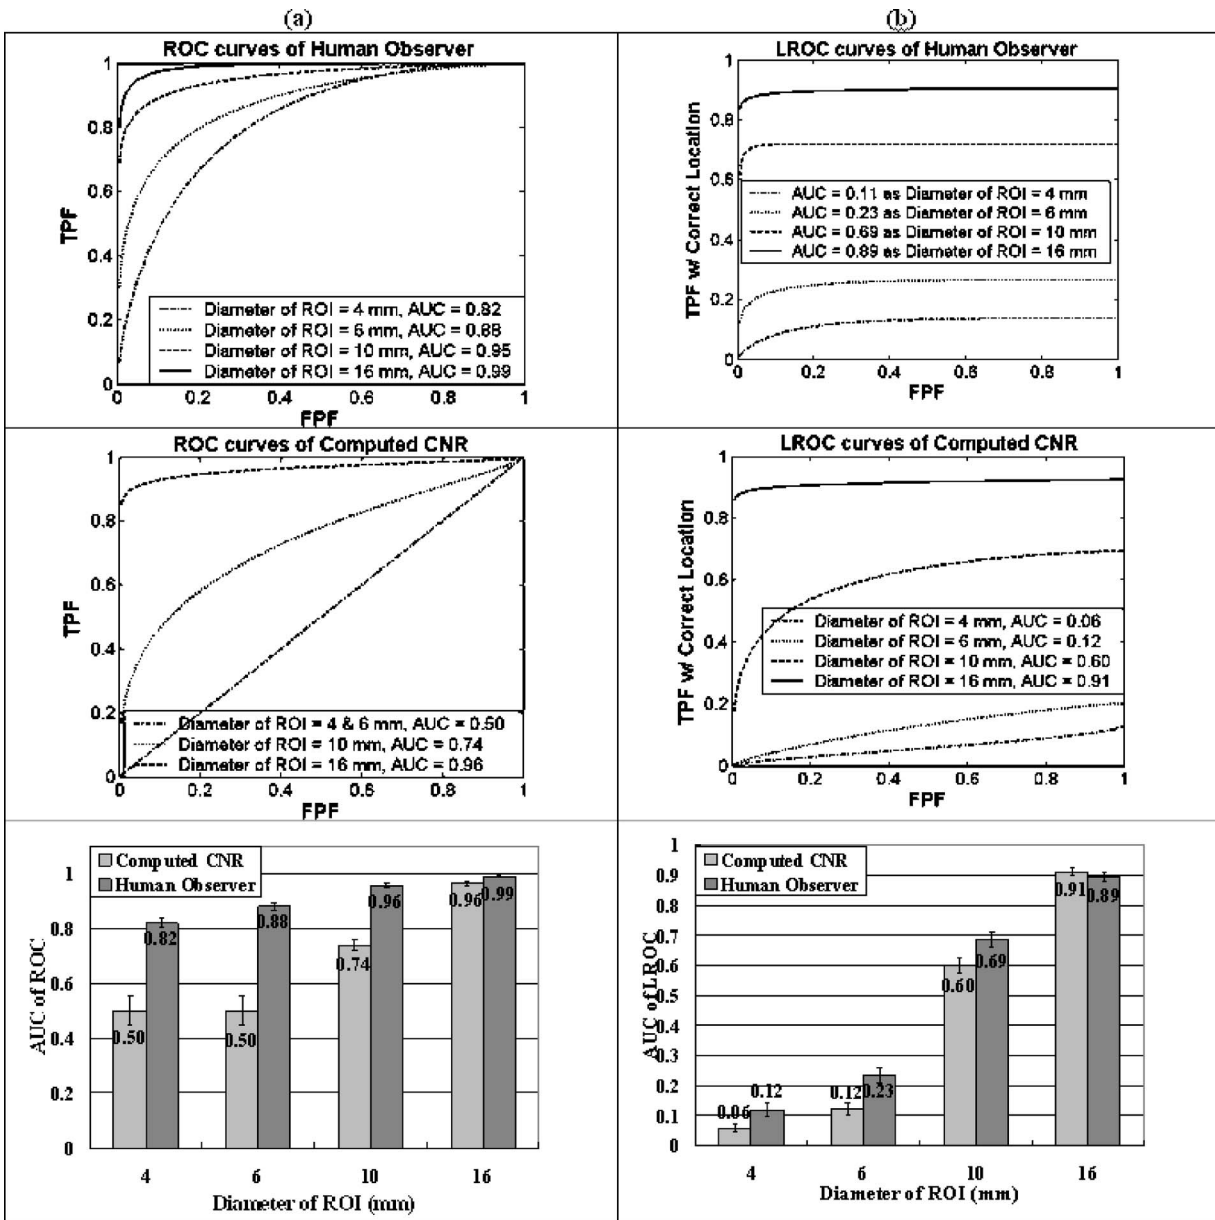 (a)
(b)
ROC curves of Human Observer
1
0.8
0.6
0.4
0.2
0
TPF
Diameter of ROI = 4 mm, AUC = 0.82
Diameter of ROI = 6 mm, AUC = 0.88
Diameter of ROI = 10 mm, AUC = 0.95
Diameter of ROI = 16 mm, AUC = 0.99
0 0.2 0.4 0.6 0.8 1
FPF
LROC curves of Human Observer
1
0.8
0.6
0.4
0.2
0
TPF w/ Correct Location
AUC = 0.11 as Diameter of ROI = 4 mm
AUC = 0.23 as Diameter of ROI = 6 mm
AUC = 0.69 as Diameter of ROI = 10 mm
AUC = 0.89 as Diameter of ROI = 16 mm
0 0.2 0.4 0.6 0.8 1
FPF
ROC curves of Computed CNR
1
0.8
0.6
0.4
0.2
0
TPF
Diameter of ROI = 4 & 6 mm, AUC = 0.50
Diameter of ROI = 10 mm, AUC = 0.74
Diameter of ROI = 16 mm, AUC = 0.96
0 0.2 0.4 0.6 0.8 1
FPF
LROC curves of Computed CNR
1
0.8
0.6
0.4
0.2
0
TPF w/ Correct Location
Diameter of ROI = 4 mm, AUC = 0.06
Diameter of ROI = 6 mm, AUC = 0.12
Diameter of ROI = 10 mm, AUC = 0.60
Diameter of ROI = 16 mm, AUC = 0.91
0 0.2 0.4 0.6 0.8 1
FPF
Computed CNR
Human Observer
1
0.8
0.6
0.4
0.2
0
AUC of ROC
0.50 0.82 0.50 0.88 0.74 0.96 0.96 0.99
4 6 10 16
Diameter of ROI (mm)
Computed CNR
Human Observer
1
0.9
0.8
0.7
0.6
0.5
0.4
0.3
0.2
0.1
0
AUC of LROC
0.06 0.12 0.12 0.23 0.60 0.69 0.91 0.89
4 6 10 16
Diameter of ROI (mm)